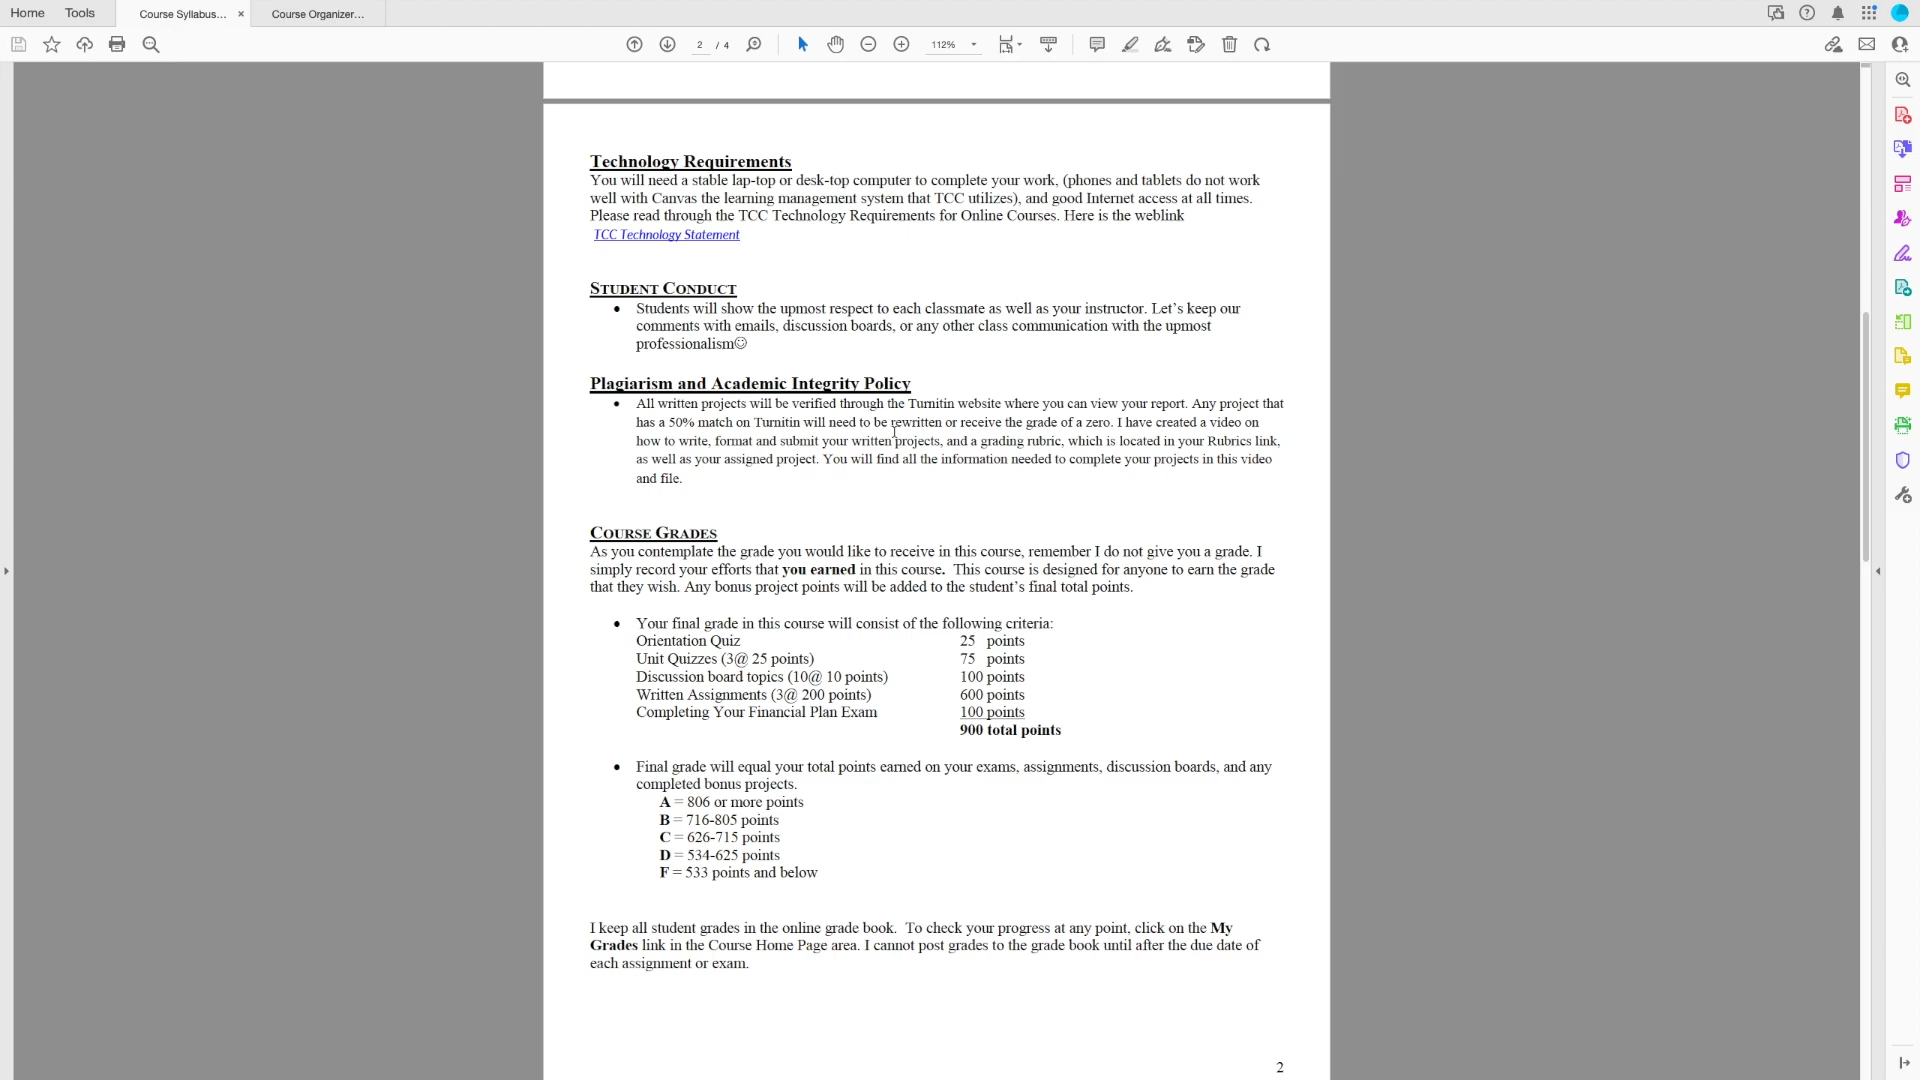 Home Tools Course Syllabus... × Course Organizer...
2 / 4 112%
Technology Requirements
You will need a stable lap-top or desk-top computer to complete your work, (phones and tablets do not work
well with Canvas the learning management system that TCC utilizes), and good Internet access at all times.
Please read through the TCC Technology Requirements for Online Courses. Here is the weblink
TCC Technology Statement
STUDENT CONDUCT
• Students will show the upmost respect to each classmate as well as your instructor. Let's keep our
comments with emails, discussion boards, or any other class communication with the upmost
professionalism☺
Plagiarism and Academic Integrity Policy
• All written projects will be verified through the Turnitin website where you can view your report. Any project that
has a 50% match on Turnitin will need to be rewritten or receive the grade of a zero. I have created a video on
how to write, format and submit your written projects, and a grading rubric, which is located in your Rubrics link,
as well as your assigned project. You will find all the information needed to complete your projects in this video
and file.
COURSE GRADES
As you contemplate the grade you would like to receive in this course, remember I do not give you a grade. I
simply record your efforts that you earned in this course. This course is designed for anyone to earn the grade
that they wish. Any bonus project points will be added to the student's final total points.
• Your final grade in this course will consist of the following criteria:
Orientation Quiz 25 points
Unit Quizzes (3@ 25 points) 75 points
Discussion board topics (10@ 10 points) 100 points
Written Assignments (3@ 200 points) 600 points
Completing Your Financial Plan Exam 100 points
900 total points
• Final grade will equal your total points earned on your exams, assignments, discussion boards, and any
completed bonus projects.
A = 806 or more points
B = 716-805 points
C = 626-715 points
D = 534-625 points
F = 533 points and below
I keep all student grades in the online grade book. To check your progress at any point, click on the My
Grades link in the Course Home Page area. I cannot post grades to the grade book until after the due date of
each assignment or exam.
2